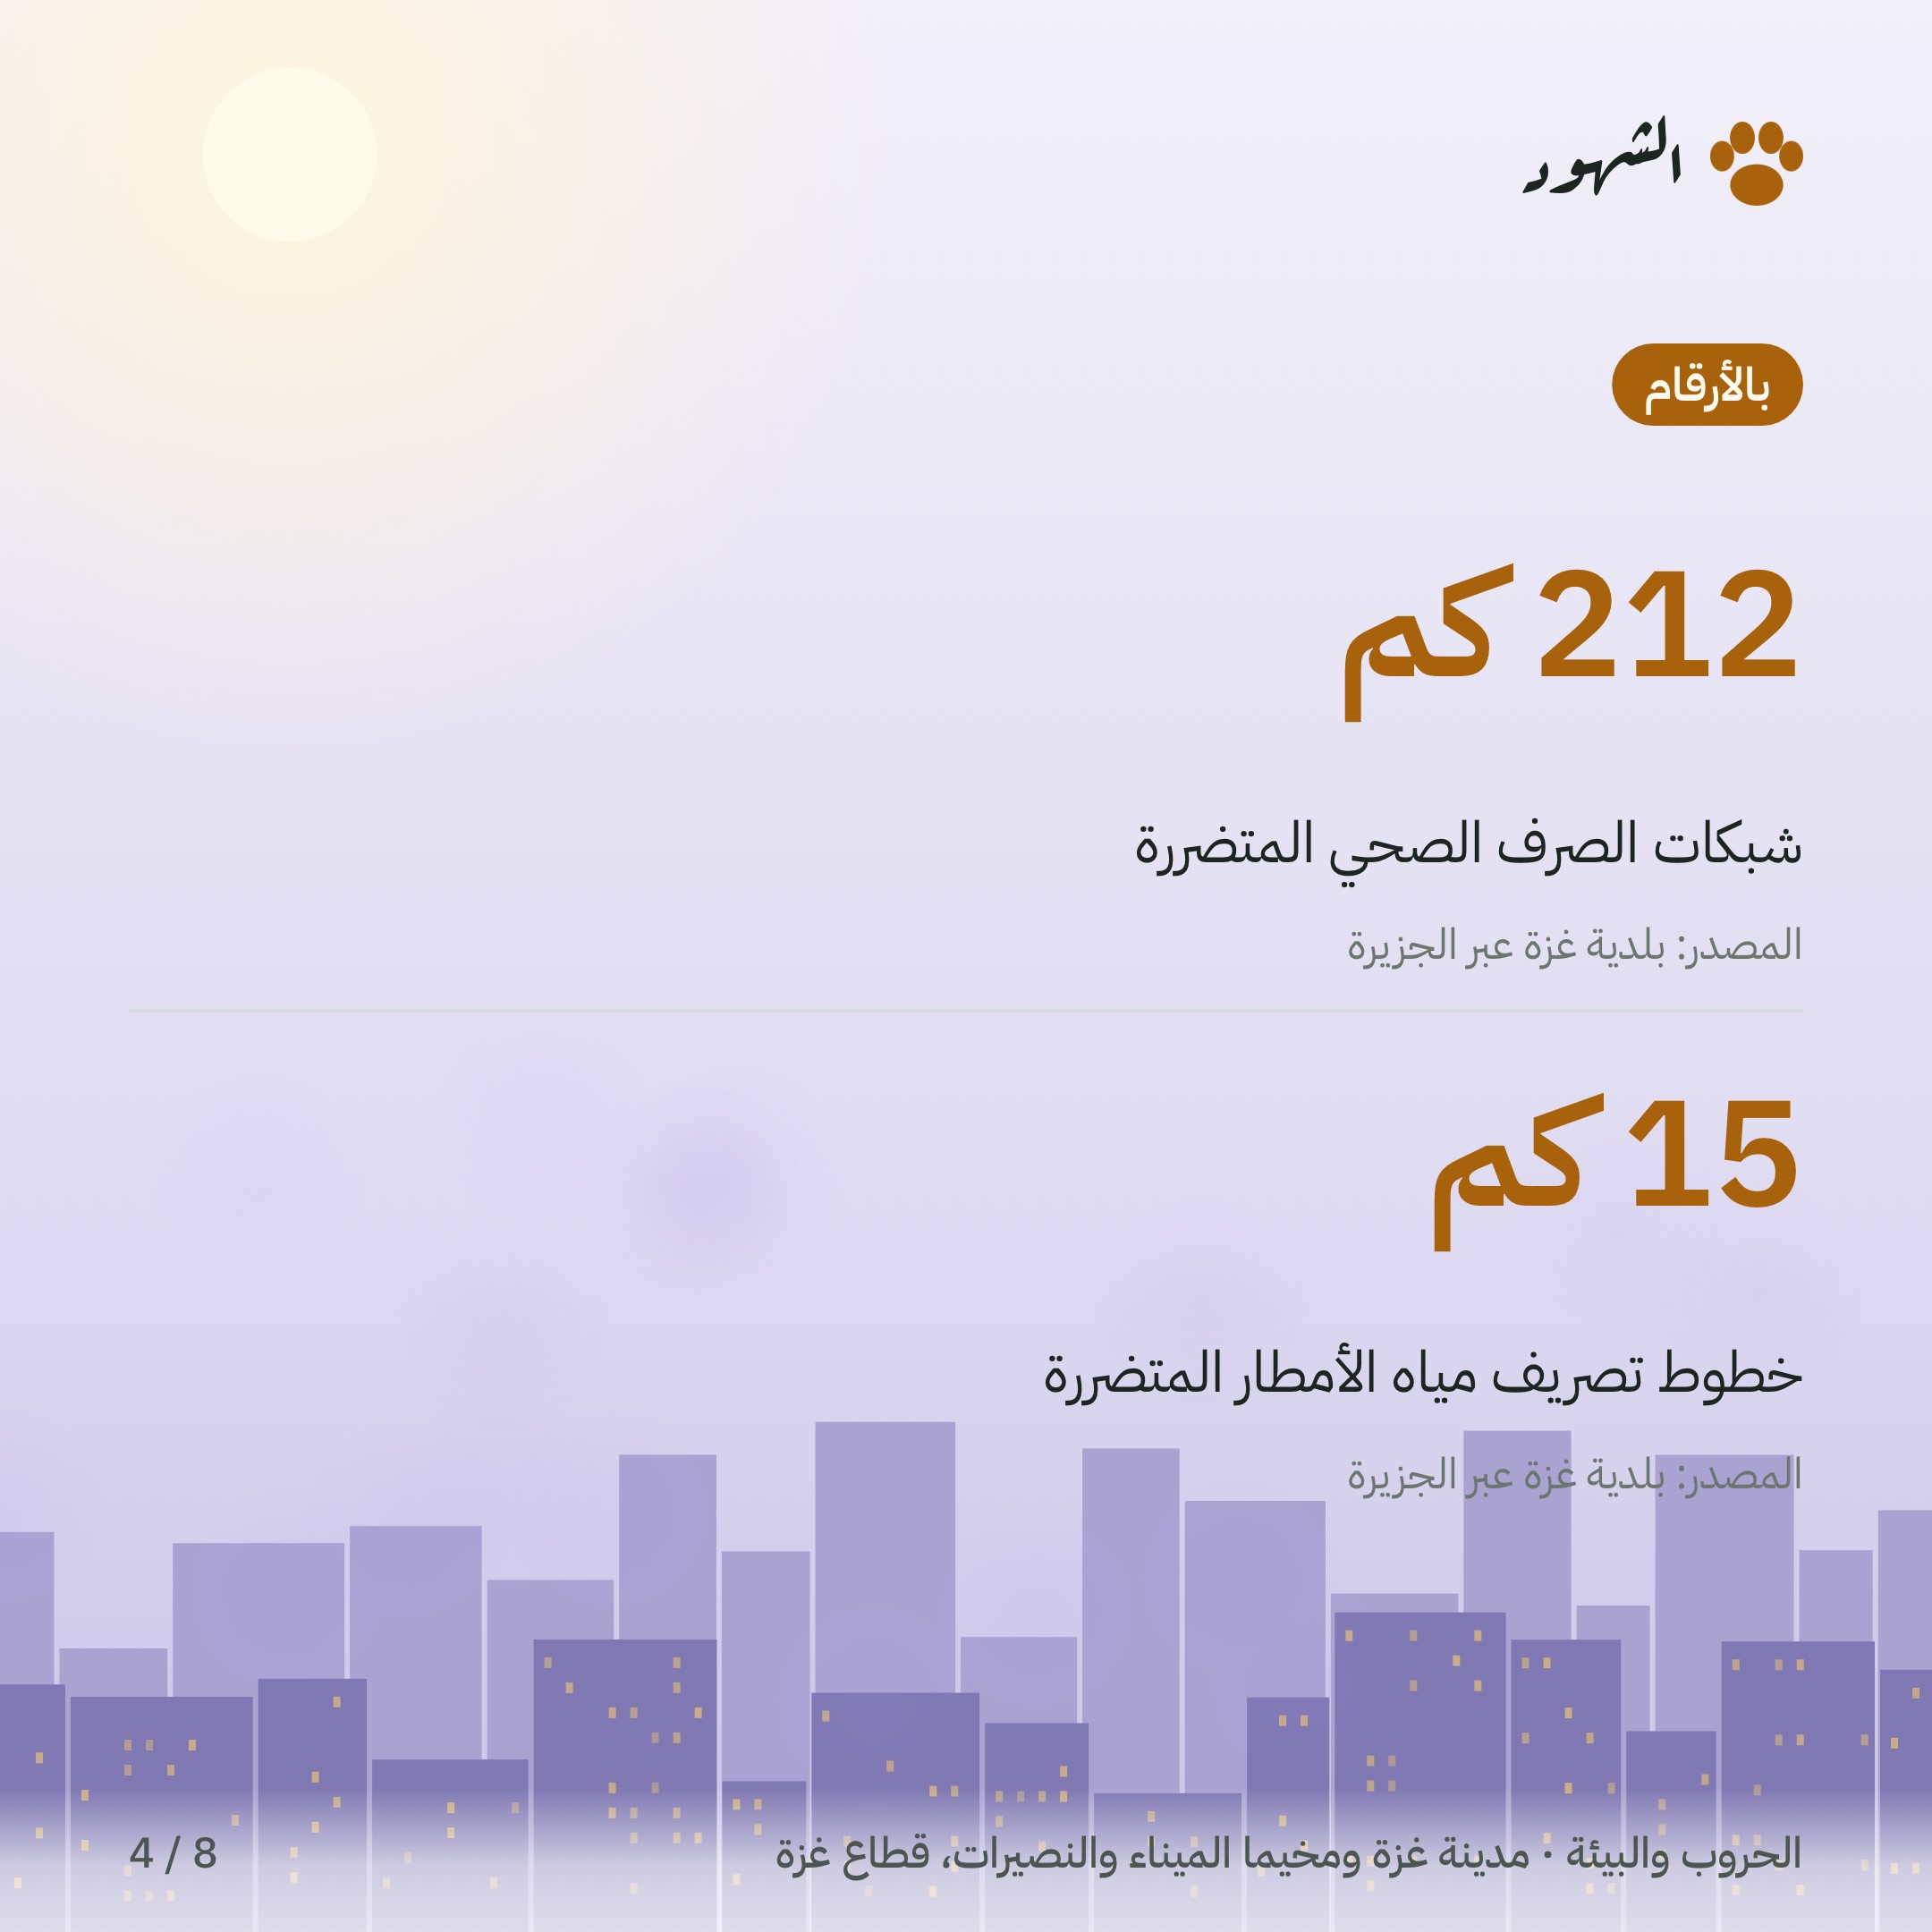 الشهود
بالأرقام
212 كم
شبكات الصرف الصحي المتضررة
المصدر: بلدية غزة عبر الجزيرة
15 كم
خطوط تصريف مياه الأمطار المتضررة
المصدر: بلدية غزة عبر الجزيرة
الحروب والبيئة · مدينة غزة ومخيما الميناء والنصيرات، قطاع غزة
4 / 8